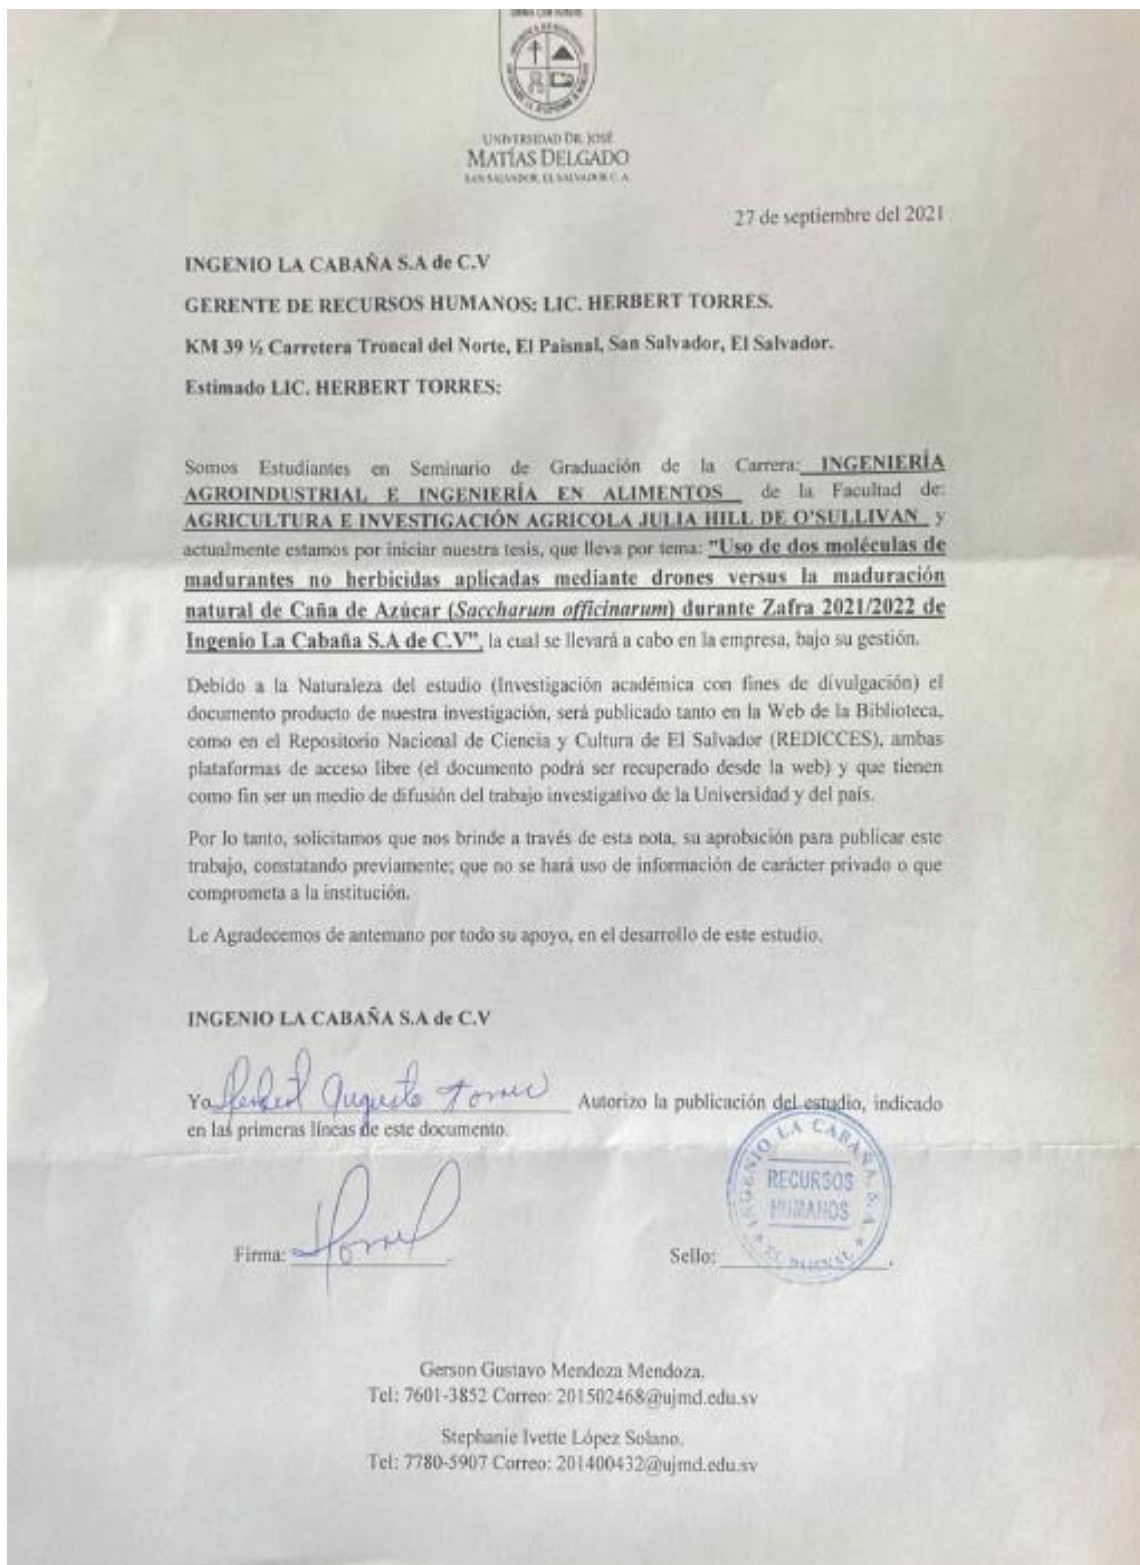 UNIVERSIDAD DR. JOSÉ
MATÍAS DELGADO
SAN SALVADOR, EL SALVADOR C. A.
27 de septiembre del 2021
INGENIO LA CABAÑA S.A de C.V
GERENTE DE RECURSOS HUMANOS: LIC. HERBERT TORRES.
KM 39 ½ Carretera Troncal del Norte, El Paisnal, San Salvador, El Salvador.
Estimado LIC. HERBERT TORRES:
Somos Estudiantes en Seminario de Graduación de la Carrera: INGENIERÍA
AGROINDUSTRIAL E INGENIERÍA EN ALIMENTOS de la Facultad de:
AGRICULTURA E INVESTIGACIÓN AGRICOLA JULIA HILL DE O'SULLIVAN y
actualmente estamos por iniciar nuestra tesis, que lleva por tema: "Uso de dos moléculas de
madurantes no herbicidas aplicadas mediante drones versus la maduración
natural de Caña de Azúcar (Saccharum officinarum) durante Zafra 2021/2022 de
Ingenio La Cabaña S.A de C.V", la cual se llevará a cabo en la empresa, bajo su gestión.
Debido a la Naturaleza del estudio (Investigación académica con fines de divulgación) el
documento producto de nuestra investigación, será publicado tanto en la Web de la Biblioteca,
como en el Repositorio Nacional de Ciencia y Cultura de El Salvador (REDICCES), ambas
plataformas de acceso libre (el documento podrá ser recuperado desde la web) y que tienen
como fin ser un medio de difusión del trabajo investigativo de la Universidad y del país.
Por lo tanto, solicitamos que nos brinde a través de esta nota, su aprobación para publicar este
trabajo, constatando previamente; que no se hará uso de información de carácter privado o que
comprometa a la institución.
Le Agradecemos de antemano por todo su apoyo, en el desarrollo de este estudio.
INGENIO LA CABAÑA S.A de C.V
Yo Herbert Augusto Torres Autorizo la publicación del estudio, indicado
en las primeras líneas de este documento.
INGENIO LA CABAÑA, S.A
RECURSOS
HUMANOS
EL PAISNAL
Firma: Sello:
Gerson Gustavo Mendoza Mendoza.
Tel: 7601-3852 Correo: 201502468@ujmd.edu.sv
Stephanie Ivette López Solano.
Tel: 7780-5907 Correo: 201400432@ujmd.edu.sv